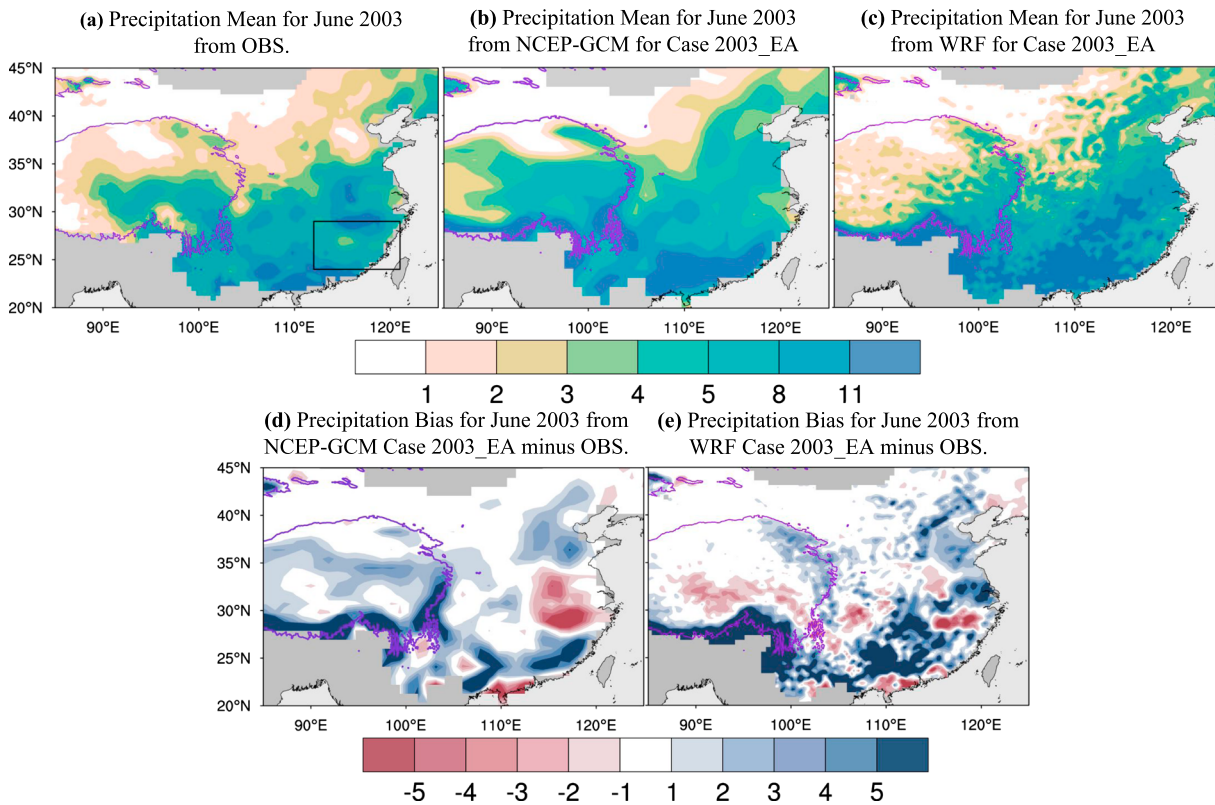 (a) Precipitation Mean for June 2003
from OBS.
(b) Precipitation Mean for June 2003
from NCEP-GCM for Case 2003_EA
(c) Precipitation Mean for June 2003
from WRF for Case 2003_EA
45°N
40°N
35°N
30°N
25°N
20°N
90°E 100°E 110°E 120°E
90°E 100°E 110°E 120°E
90°E 100°E 110°E 120°E
1 2 3 4 5 8 11
(d) Precipitation Bias for June 2003 from
NCEP-GCM Case 2003_EA minus OBS.
(e) Precipitation Bias for June 2003 from
WRF Case 2003_EA minus OBS.
45°N
40°N
35°N
30°N
25°N
20°N
90°E 100°E 110°E 120°E
90°E 100°E 110°E 120°E
-5 -4 -3 -2 -1 1 2 3 4 5